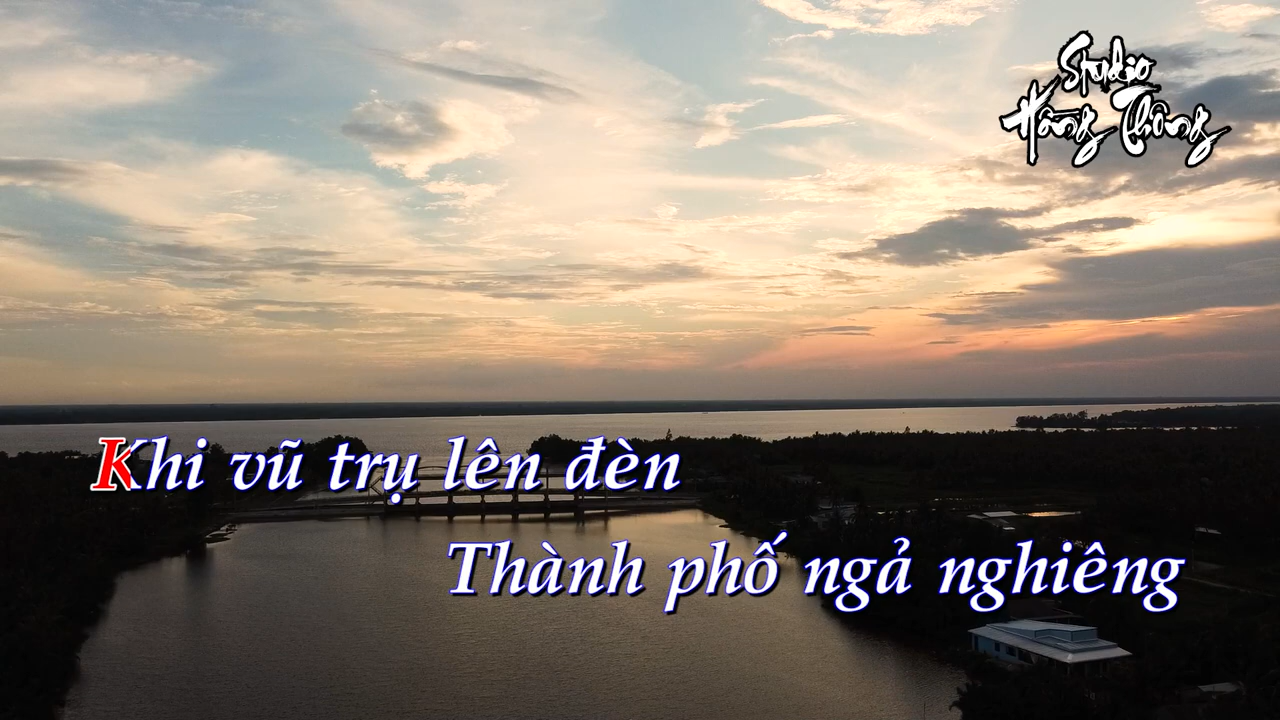 Studio
Hồng Thông
Khi vũ trụ lên đèn
Thành phố ngả nghiêng